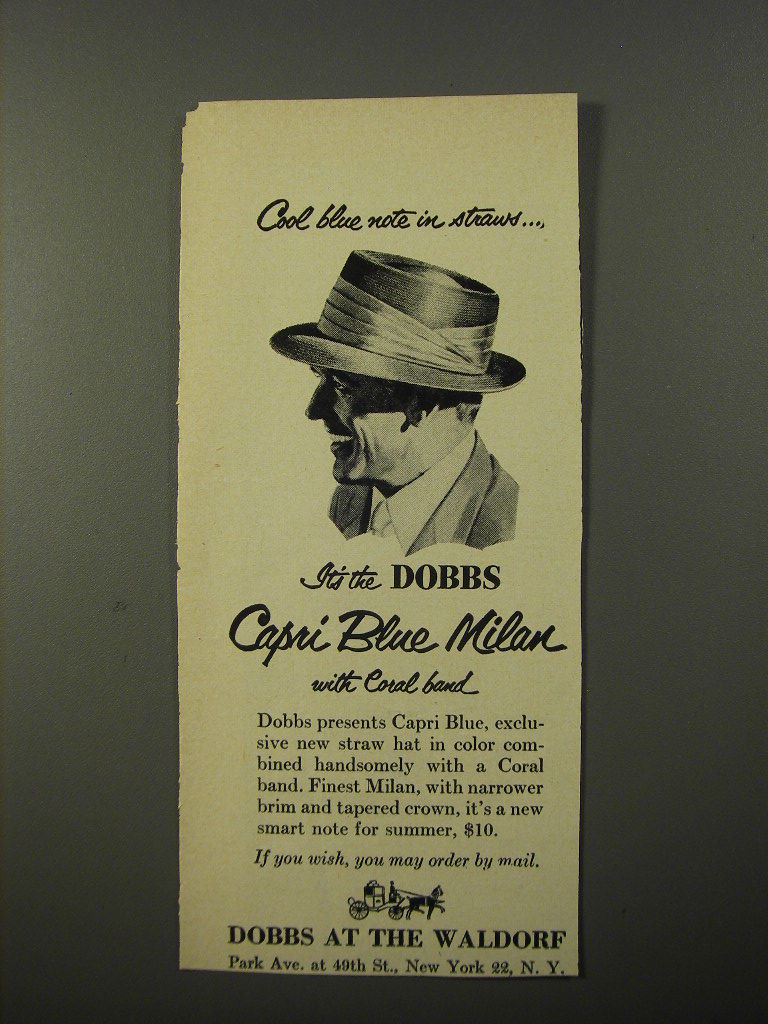 Cool blue note in straws...,
It's the DOBBS
Capri Blue Milan
with Coral band
Dobbs presents Capri Blue, exclu-
sive new straw hat in color com-
bined handsomely with a Coral
band. Finest Milan, with narrower
brim and tapered crown, it's a new
smart note for summer, $10.
If you wish, you may order by mail.
DOBBS AT THE WALDORF
Park Ave. at 49th St., New York 22, N. Y.